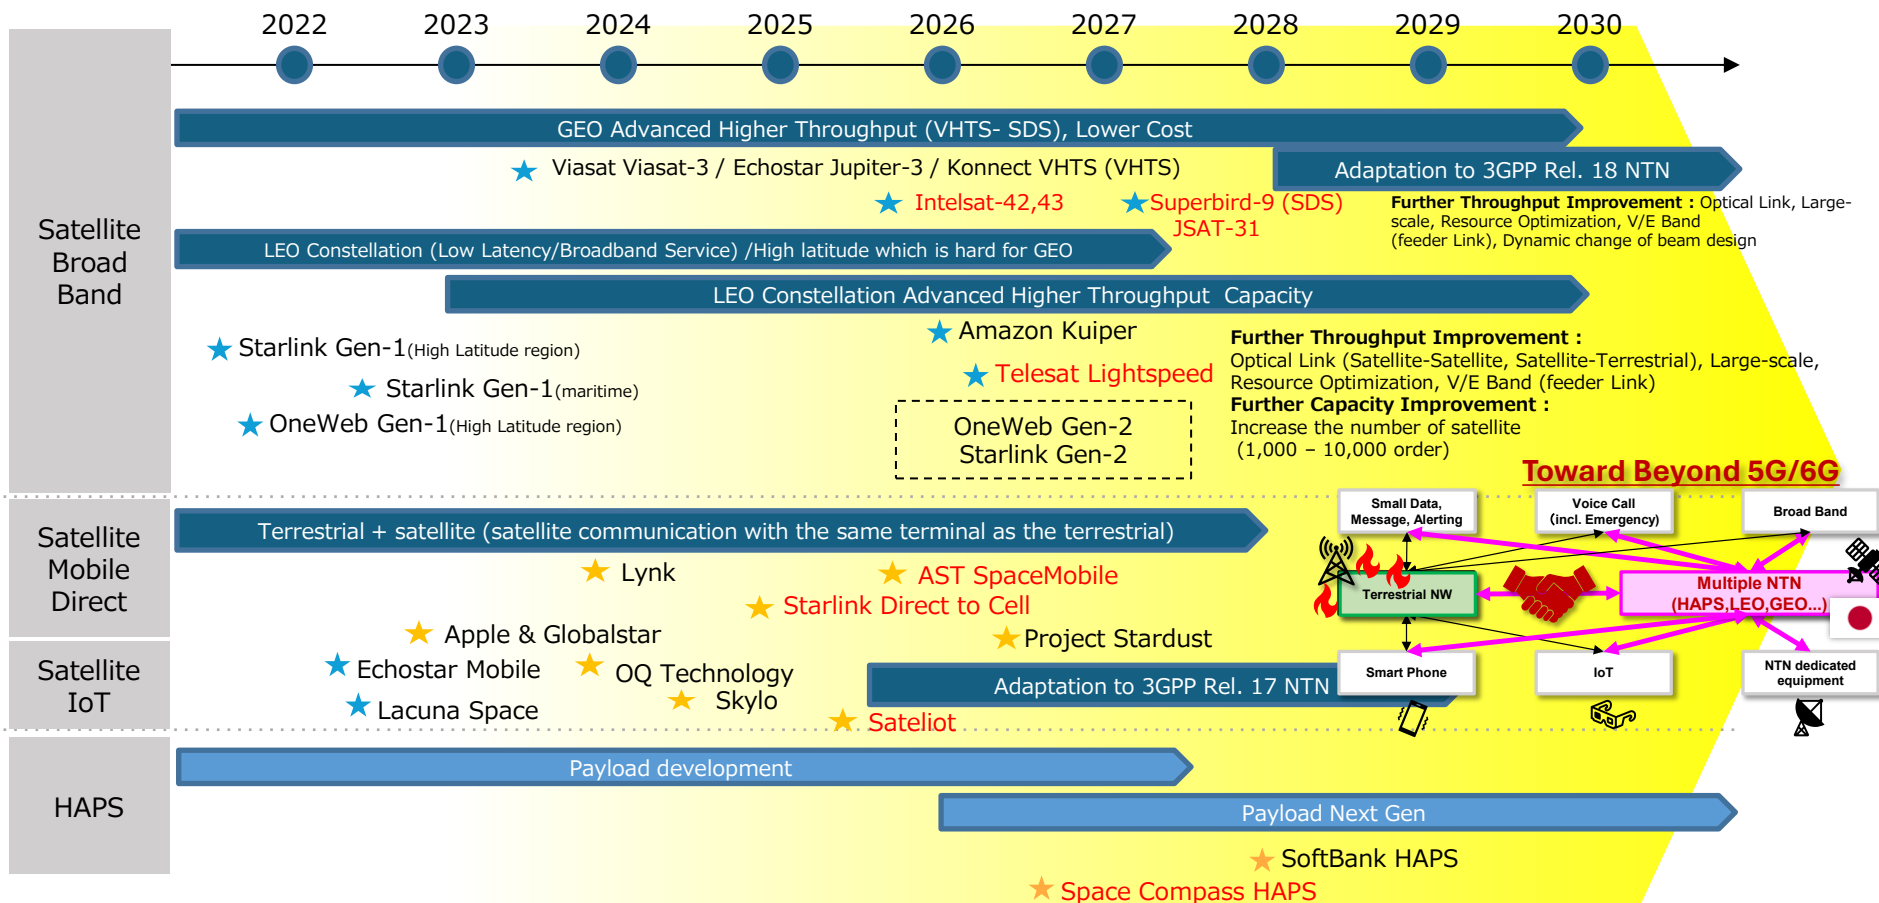 2022 2023 2024 2025 2026 2027 2028 2029 2030
Satellite
Broad
Band
GEO Advanced Higher Throughput (VHTS- SDS), Lower Cost
Viasat Viasat-3 / Echostar Jupiter-3 / Konnect VHTS (VHTS)
Adaptation to 3GPP Rel. 18 NTN
Intelsat-42,43
Superbird-9 (SDS)
JSAT-31
Further Throughput Improvement : Optical Link, Large-
scale, Resource Optimization, V/E Band
(feeder Link), Dynamic change of beam design
LEO Constellation (Low Latency/Broadband Service) /High latitude which is hard for GEO
LEO Constellation Advanced Higher Throughput Capacity
Starlink Gen-1(High Latitude region)
Starlink Gen-1(maritime)
OneWeb Gen-1(High Latitude region)
Amazon Kuiper
Telesat Lightspeed
OneWeb Gen-2
Starlink Gen-2
Further Throughput Improvement :
Optical Link (Satellite-Satellite, Satellite-Terrestrial), Large-scale,
Resource Optimization, V/E Band (feeder Link)
Further Capacity Improvement :
Increase the number of satellite
(1,000 – 10,000 order)
Toward Beyond 5G/6G
Satellite
Mobile
Direct
Terrestrial + satellite (satellite communication with the same terminal as the terrestrial)
Lynk
AST SpaceMobile
Starlink Direct to Cell
Apple & Globalstar
Project Stardust
Small Data,
Message, Alerting
Voice Call
(incl. Emergency)
Broad Band
Terrestrial NW
Multiple NTN
(HAPS,LEO,GEO...)
Smart Phone
IoT
NTN dedicated
equipment
Satellite
IoT
Echostar Mobile
OQ Technology
Lacuna Space
Skylo
Sateliot
Adaptation to 3GPP Rel. 17 NTN
HAPS
Payload development
Payload Next Gen
SoftBank HAPS
Space Compass HAPS